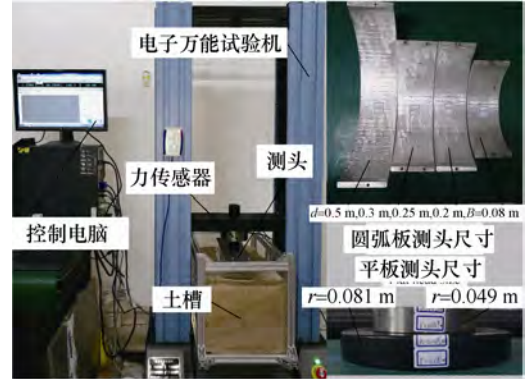 电子万能试验机
测头
力传感器
控制电脑
土槽
d=0.5 m,0.3 m,0.25 m,0.2 m,B=0.08 m
圆弧板测头尺寸
平板测头尺寸
r=0.081 m
r=0.049 m